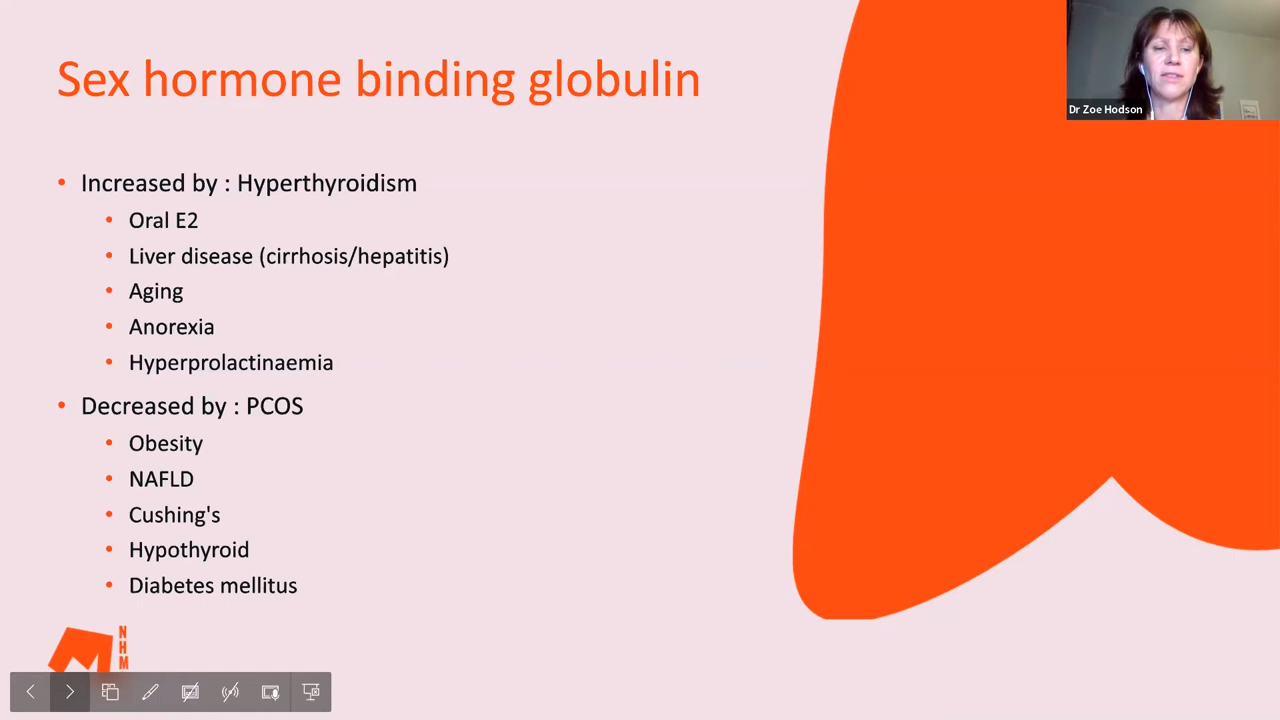 Sex hormone binding globulin
Dr Zoe Hodson
• Increased by : Hyperthyroidism
• Oral E2
• Liver disease (cirrhosis/hepatitis)
• Aging
• Anorexia
• Hyperprolactinaemia
• Decreased by : PCOS
• Obesity
• NAFLD
• Cushing's
• Hypothyroid
• Diabetes mellitus
NHM